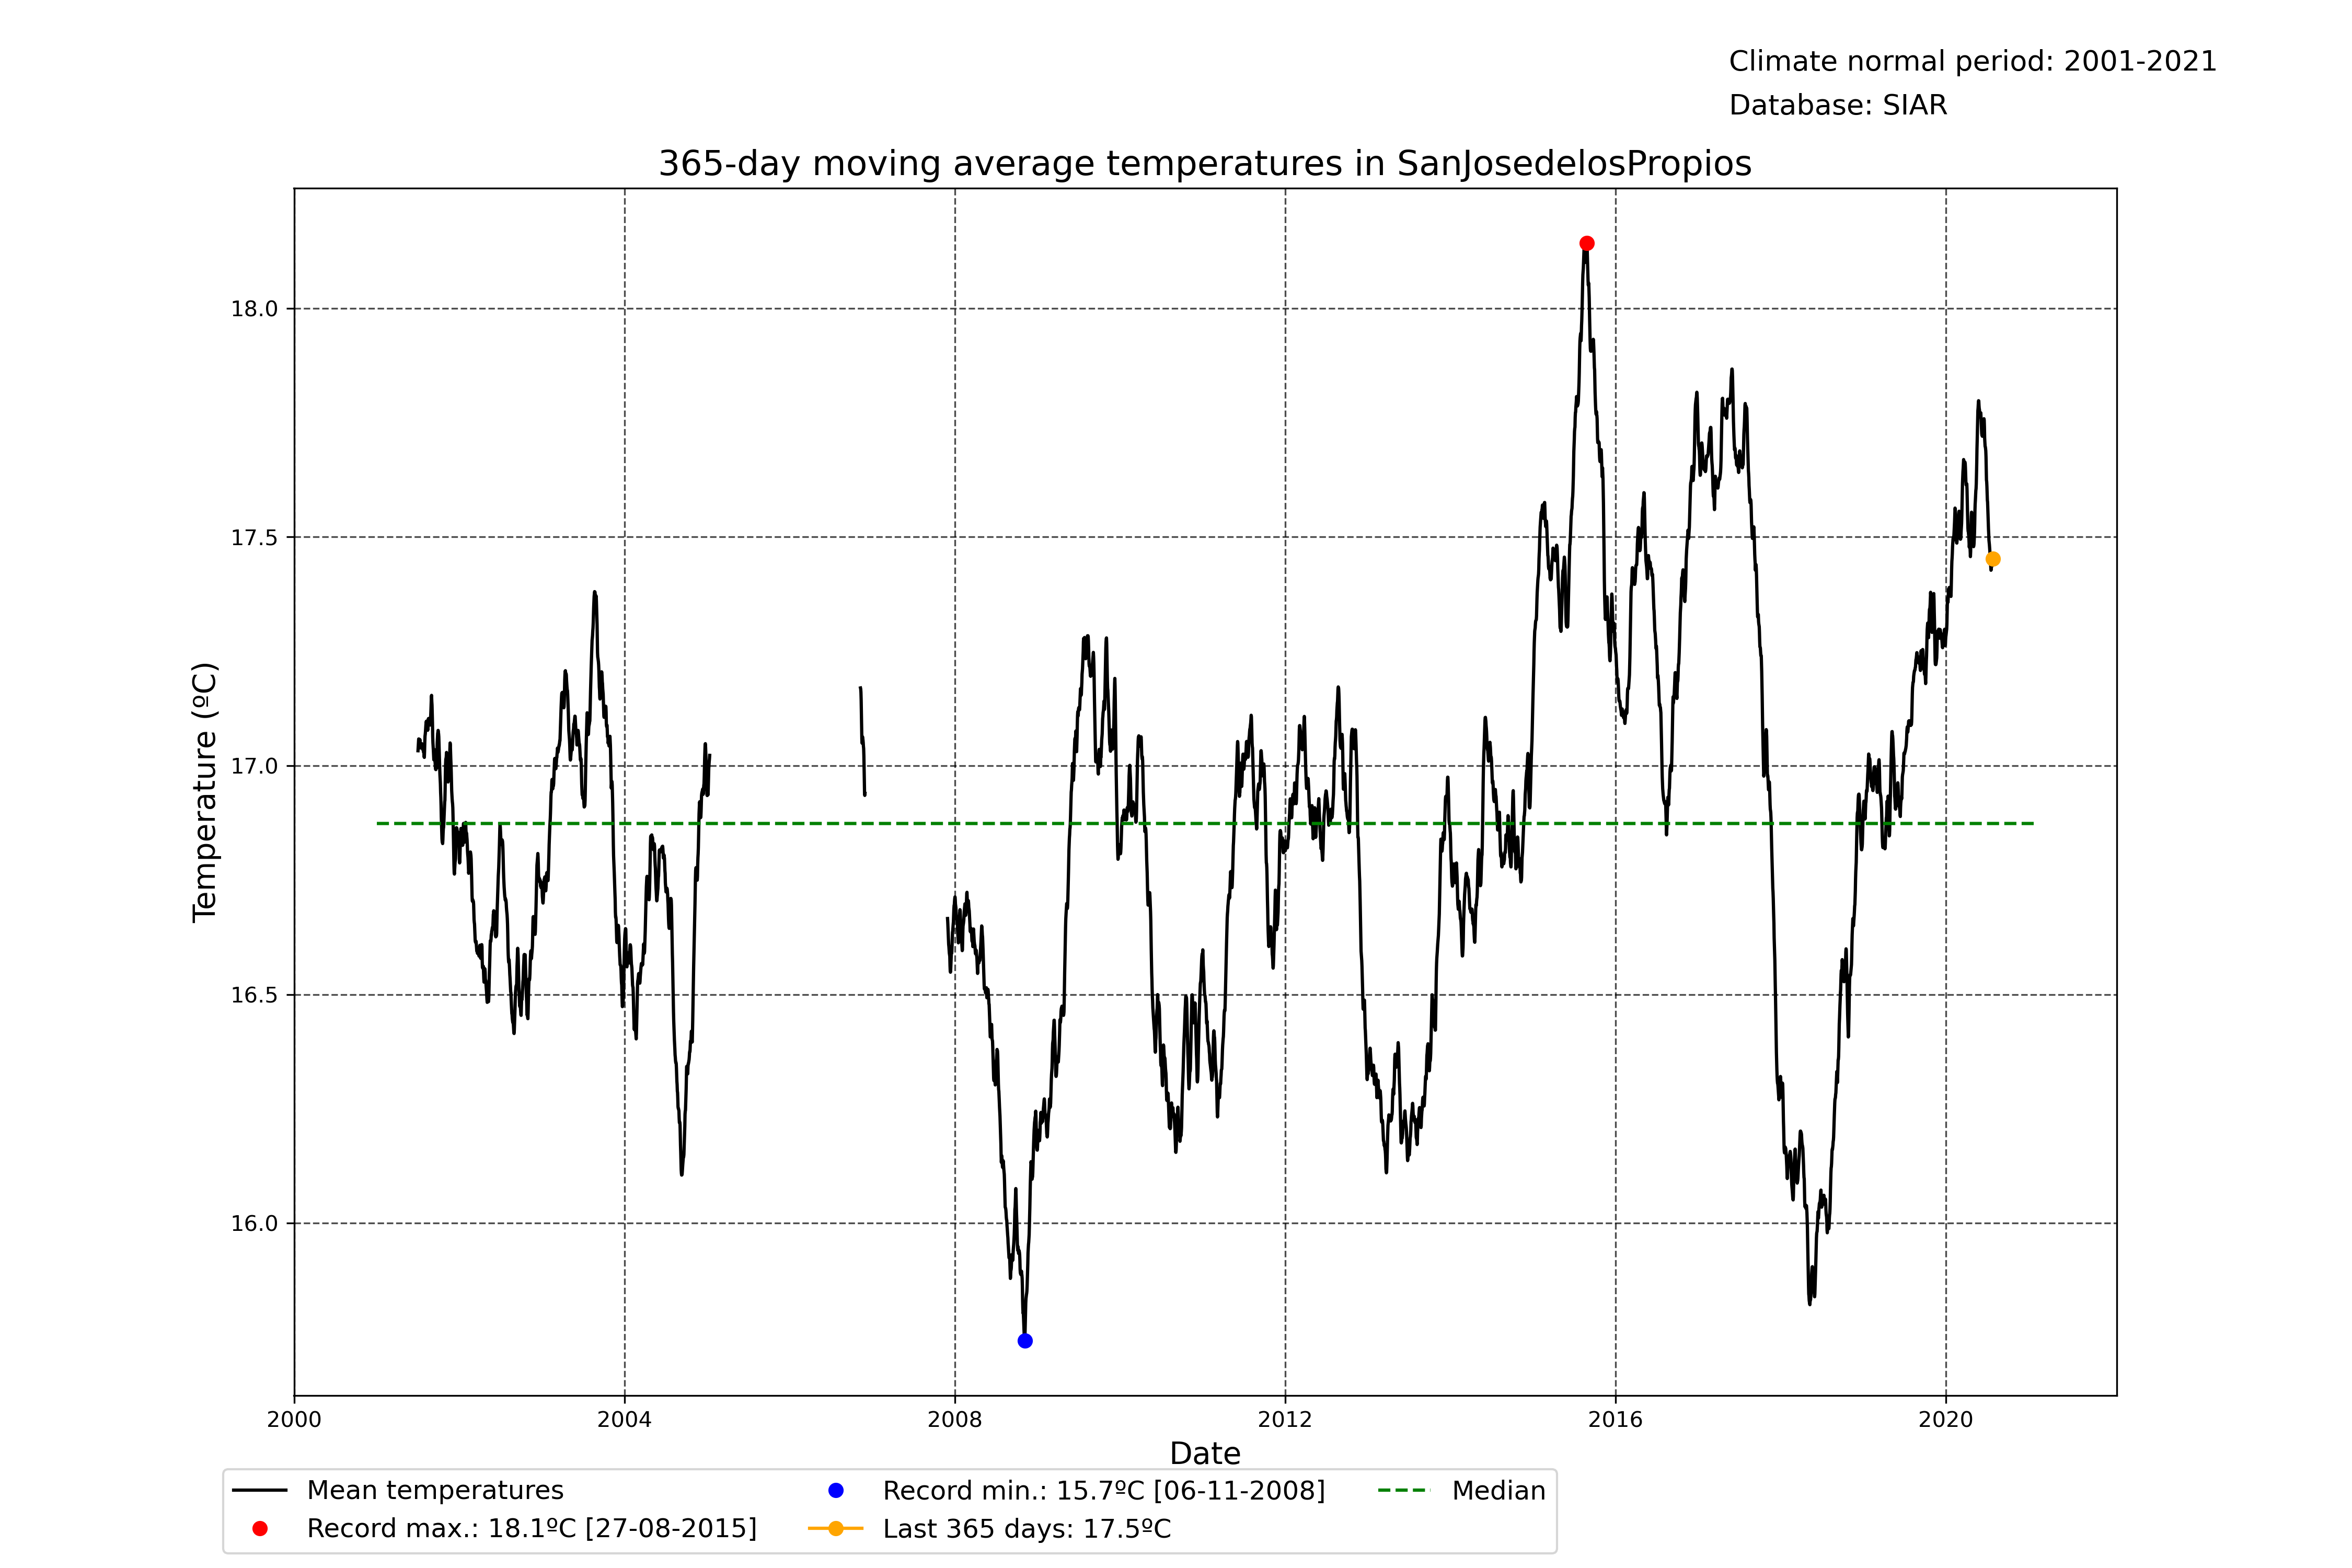 Climate normal period: 2001-2021
Database: SIAR
365-day moving average temperatures in SanJosedelosPropios
Temperature (ºC)
18.0
17.5
17.0
16.5
16.0
2000 2004 2008 2012 2016 2020
Date
Mean temperatures
Record max.: 18.1ºC [27-08-2015]
Record min.: 15.7ºC [06-11-2008]
Last 365 days: 17.5ºC
Median